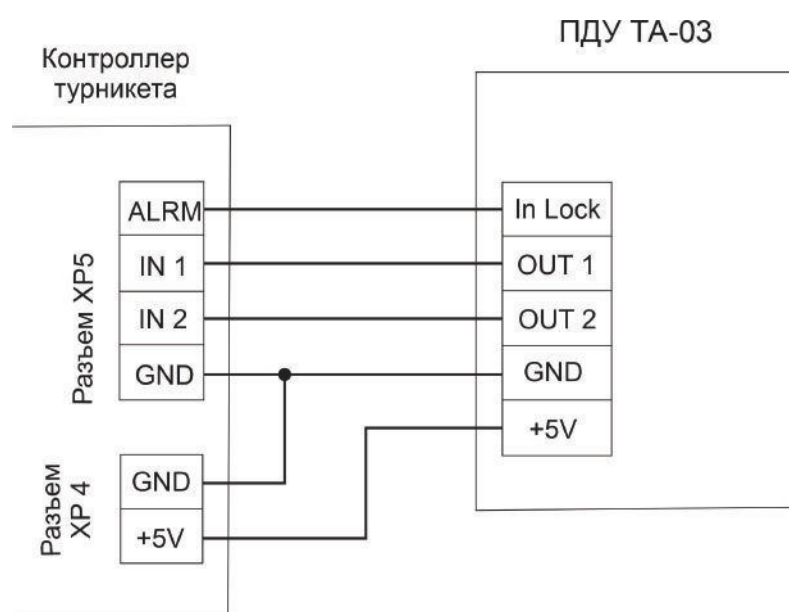 ПДУ ТА-03
Контроллер
турникета
Разъем XP5
ALRM
IN 1
IN 2
GND
Разъем
XP 4
GND
+5V
In Lock
OUT 1
OUT 2
GND
+5V